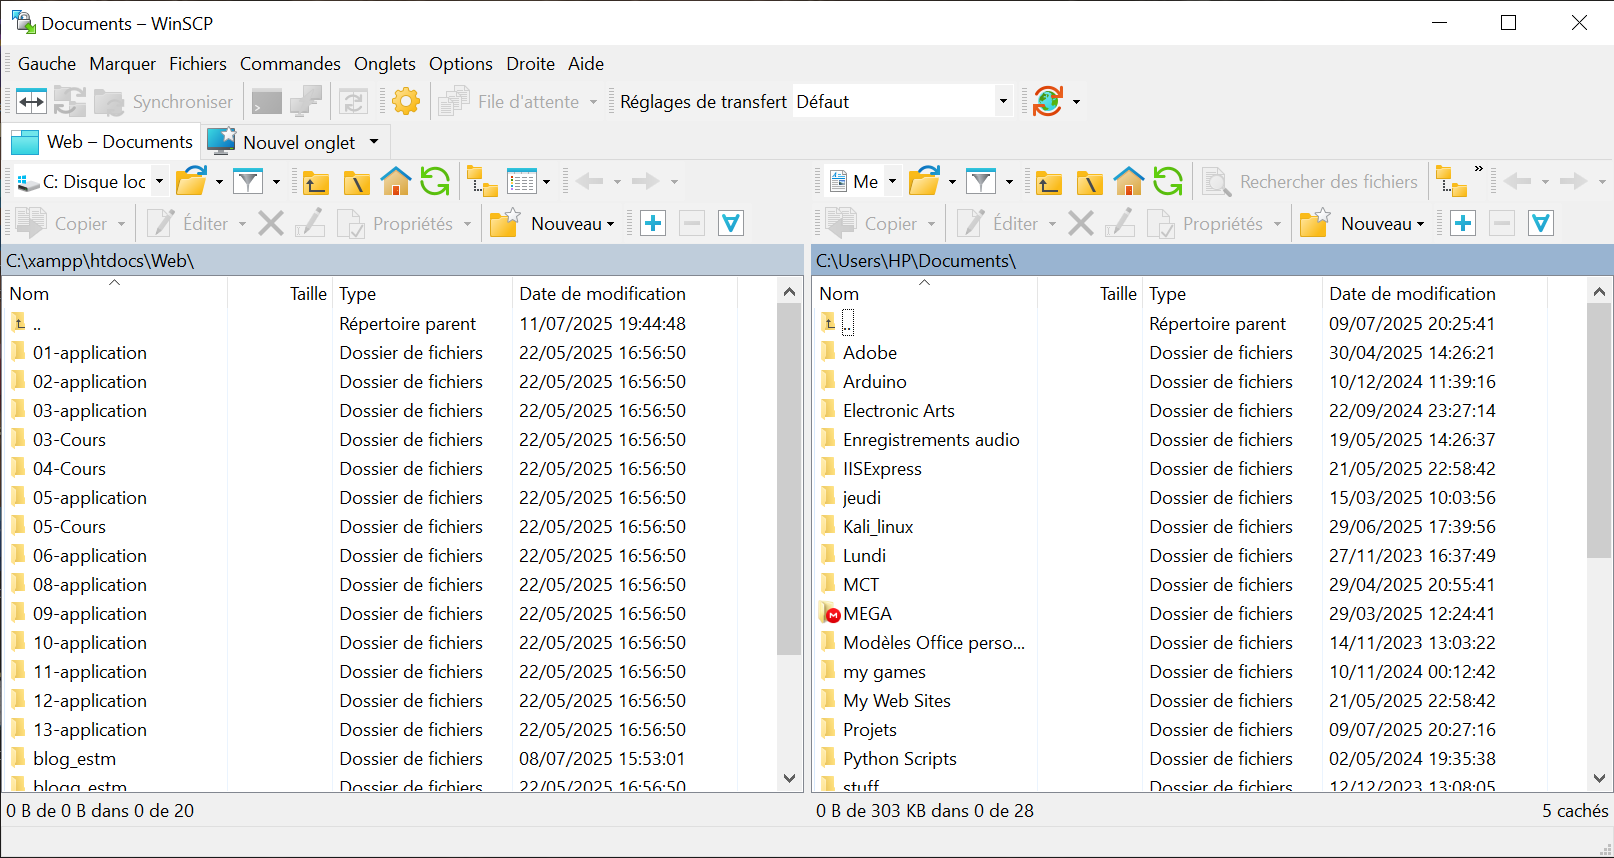 Documents – WinSCP
Gauche Marquer Fichiers Commandes Onglets Options Droite Aide
Synchroniser File d'attente Réglages de transfert Défaut
Web – Documents Nouvel onglet
C: Disque loc Me Rechercher des fichiers »
Copier Éditer Propriétés Nouveau Copier Éditer Propriétés Nouveau
C:\xampp\htdocs\Web\
Nom Taille Type Date de modification
.. Répertoire parent 11/07/2025 19:44:48
01-application Dossier de fichiers 22/05/2025 16:56:50
02-application Dossier de fichiers 22/05/2025 16:56:50
03-application Dossier de fichiers 22/05/2025 16:56:50
03-Cours Dossier de fichiers 22/05/2025 16:56:50
04-Cours Dossier de fichiers 22/05/2025 16:56:50
05-application Dossier de fichiers 22/05/2025 16:56:50
05-Cours Dossier de fichiers 22/05/2025 16:56:50
06-application Dossier de fichiers 22/05/2025 16:56:50
08-application Dossier de fichiers 22/05/2025 16:56:50
09-application Dossier de fichiers 22/05/2025 16:56:50
10-application Dossier de fichiers 22/05/2025 16:56:50
11-application Dossier de fichiers 22/05/2025 16:56:50
12-application Dossier de fichiers 22/05/2025 16:56:50
13-application Dossier de fichiers 22/05/2025 16:56:50
blog_estm Dossier de fichiers 08/07/2025 15:53:01
blogg_estm Dossier de fichiers 22/05/2025 16:56:50
0 B de 0 B dans 0 de 20
C:\Users\HP\Documents\
Nom Taille Type Date de modification
.. Répertoire parent 09/07/2025 20:25:41
Adobe Dossier de fichiers 30/04/2025 14:26:21
Arduino Dossier de fichiers 10/12/2024 11:39:16
Electronic Arts Dossier de fichiers 22/09/2024 23:27:14
Enregistrements audio Dossier de fichiers 19/05/2025 14:26:37
IISExpress Dossier de fichiers 21/05/2025 22:58:42
jeudi Dossier de fichiers 15/03/2025 10:03:56
Kali_linux Dossier de fichiers 29/06/2025 17:39:56
Lundi Dossier de fichiers 27/11/2023 16:37:49
MCT Dossier de fichiers 29/04/2025 20:55:41
MEGA Dossier de fichiers 29/03/2025 12:24:41
Modèles Office perso... Dossier de fichiers 14/11/2023 13:03:22
my games Dossier de fichiers 10/11/2024 00:12:42
My Web Sites Dossier de fichiers 21/05/2025 22:58:42
Projets Dossier de fichiers 09/07/2025 20:27:16
Python Scripts Dossier de fichiers 02/05/2024 19:35:38
stuff Dossier de fichiers 12/12/2023 13:08:05
0 B de 303 KB dans 0 de 28 5 cachés